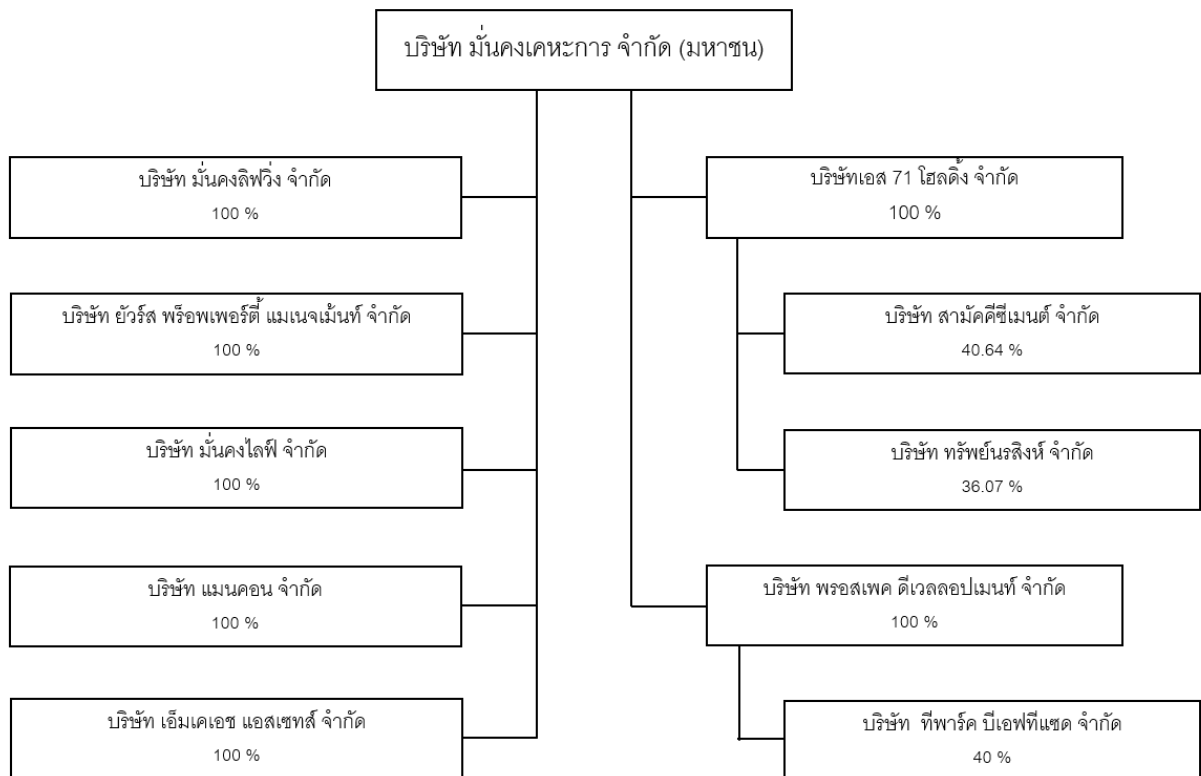 บริษัท มั่นคงเคหะการ จำกัด (มหาชน)
บริษัท มั่นคงลิฟวิ่ง จำกัด
100 %
บริษัท ยัวร์ส พร็อพเพอร์ตี้ แมเนจเม้นท์ จำกัด
100 %
บริษัท มั่นคงไลฟ์ จำกัด
100 %
บริษัท แมนคอน จำกัด
100 %
บริษัท เอ็มเคเอช แอสเซทส์ จำกัด
100 %
บริษัทเอส 71 โฮลดิ้ง จำกัด
100 %
บริษัท สามัคคีซีเมนต์ จำกัด
40.64 %
บริษัท ทรัพย์นรสิงห์ จำกัด
36.07 %
บริษัท พรอสเพค ดีเวลลอปเมนท์ จำกัด
100 %
บริษัท ทีพาร์ค บีเอฟทีแซด จำกัด
40 %